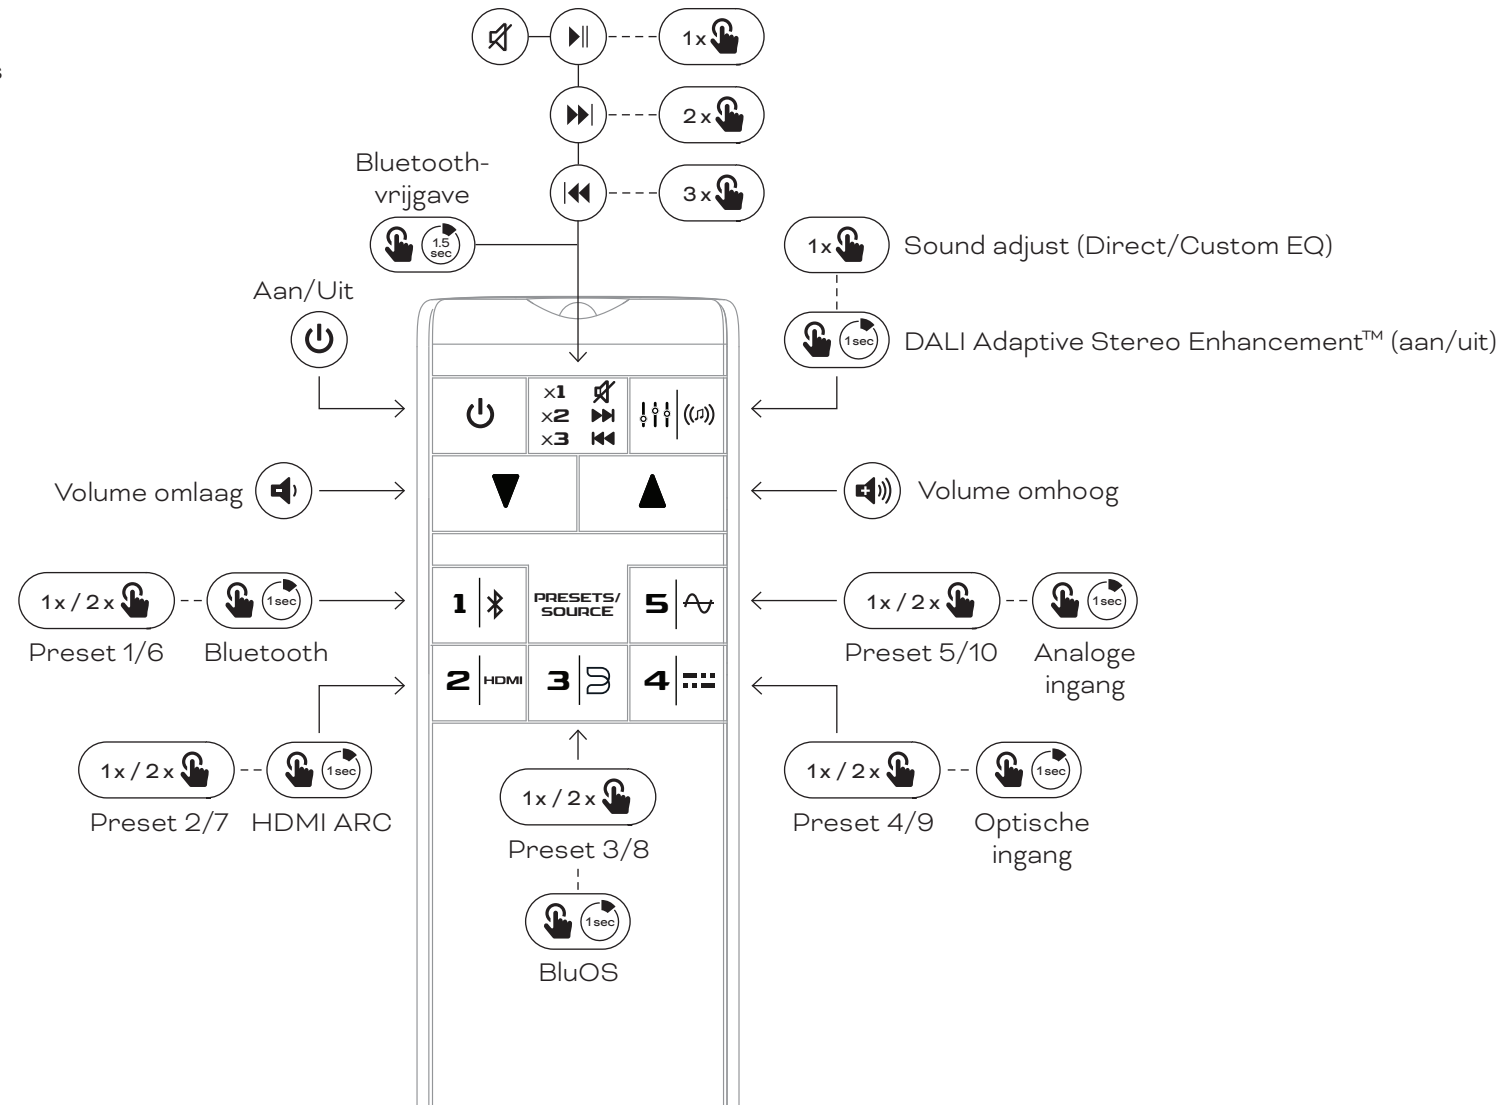 s
1x
2x
3x
Bluetooth-
vrijgave
1.5
sec
1x
Sound adjust (Direct/Custom EQ)
Aan/Uit
1sec
DALI Adaptive Stereo Enhancement™ (aan/uit)
x1
x2
x3
Volume omlaag
Volume omhoog
1x / 2x
1sec
1
PRESETS/
SOURCE
5
1x / 2x
1sec
Preset 1/6
Bluetooth
Preset 5/10
Analoge
ingang
2
HDMI
3
4
1x / 2x
1sec
Preset 2/7
HDMI ARC
1x / 2x
Preset 3/8
1sec
BluOS
1x / 2x
1sec
Preset 4/9
Optische
ingang